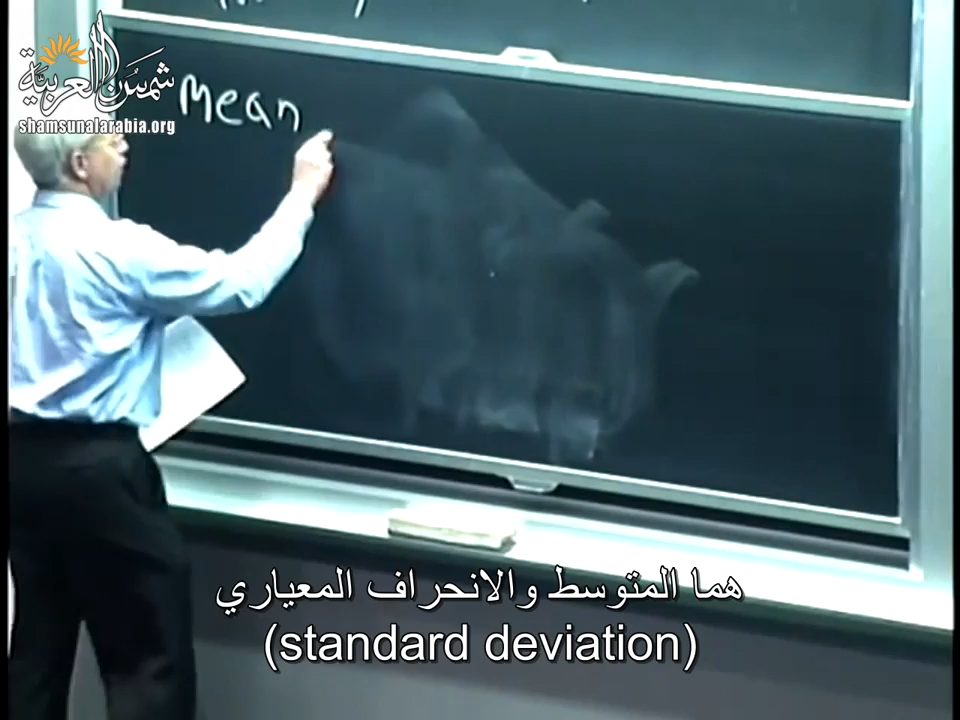 شمس العربية
shamsunalarabia.org
Mean
هما المتوسط والانحراف المعياري
(standard deviation)